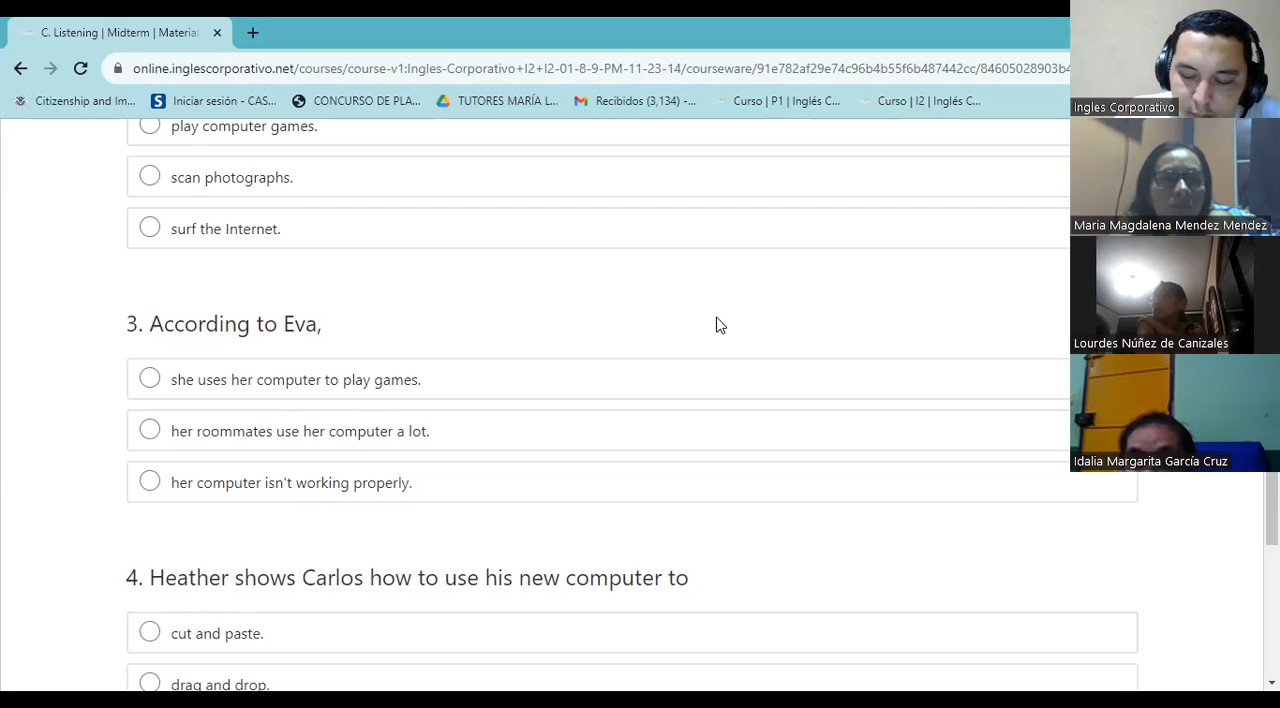 C. Listening | Midterm | Material
online.inglescorporativo.net/courses/course-v1:Ingles-Corporativo+I2+I2-01-8-9-PM-11-23-14/courseware/91e782af29e74c96b4b55f6b487442cc/84605028903b4
Citizenship and Im... Iniciar sesión - CAS... CONCURSO DE PLA... TUTORES MARÍA L... Recibidos (3,134) -... Curso | P1 | Inglés C... Curso | I2 | Inglés C...
play computer games.
scan photographs.
surf the Internet.
3. According to Eva,
she uses her computer to play games.
her roommates use her computer a lot.
her computer isn't working properly.
4. Heather shows Carlos how to use his new computer to
cut and paste.
drag and drop.
Ingles Corporativo
Maria Magdalena Mendez Mendez
Lourdes Núñez de Canizales
Idalia Margarita García Cruz